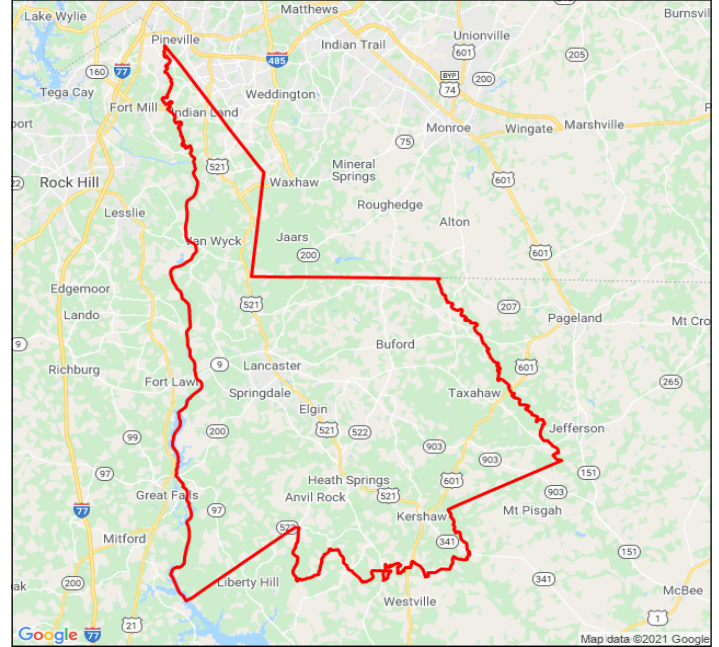 Matthews
Lake Wylie
Burnsvi
Unionville
Pineville
Indian Trail
601
205
485
77
160
BYP
74
200
Tega Cay
Weddington
Fort Mill
Indian Land
Monroe
Wingate
Marshville
port
75
521
Mineral
Springs
601
22
Rock Hill
Waxhaw
Roughedge
Lesslie
Alton
Van Wyck
Jaars
200
601
Edgemoor
521
207
Lando
Pageland
Mt Cro
9
Buford
9
Richburg
Lancaster
601
Fort Lawn
Springdale
Taxahaw
265
Elgin
99
200
521
522
Jefferson
903
97
Heath Springs
903
151
601
Great Falls
Anvil Rock
521
903
77
97
522
Kershaw
Mt Pisgah
Mitford
341
151
200
Liberty Hill
341
oak
Westville
McBee
21
1
Google
77
Map data ©2021 Google